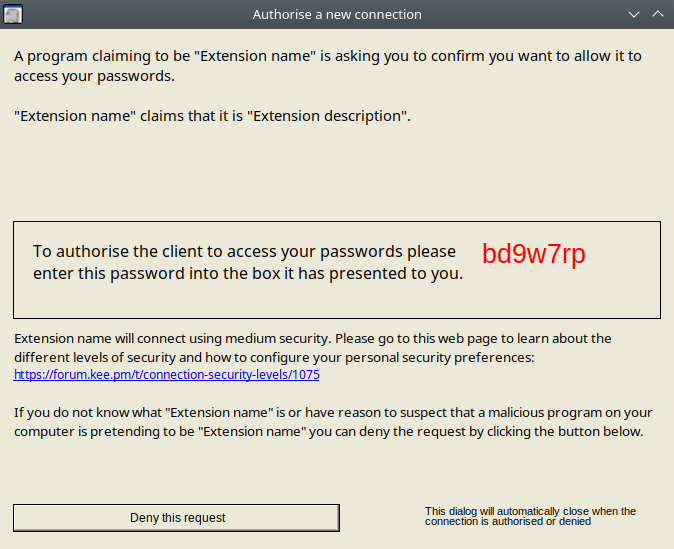 Authorise a new connection
A program claiming to be "Extension name" is asking you to confirm you want to allow it to
access your passwords.
"Extension name" claims that it is "Extension description".
To authorise the client to access your passwords please
enter this password into the box it has presented to you.
bd9w7rp
Extension name will connect using medium security. Please go to this web page to learn about the
different levels of security and how to configure your personal security preferences:
https://forum.kee.pm/t/connection-security-levels/1075
If you do not know what "Extension name" is or have reason to suspect that a malicious program on your
computer is pretending to be "Extension name" you can deny the request by clicking the button below.
Deny this request
This dialog will automatically close when the
connection is authorised or denied